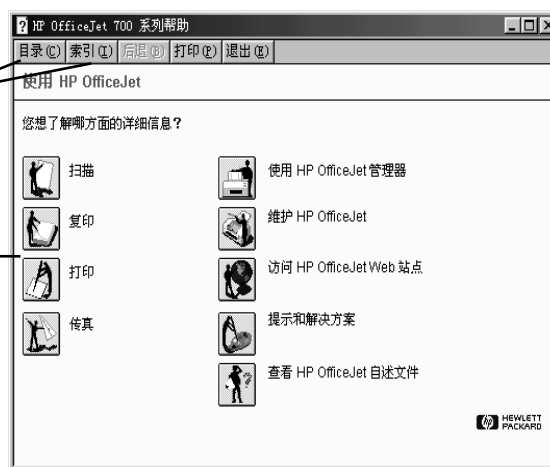 ? HP OfficeJet 700 系列帮助
目录(C) 索引(I) 后退(B) 打印(P) 退出(E)
使用 HP OfficeJet
您想了解哪方面的详细信息？
扫描
复印
打印
传真
使用 HP OfficeJet 管理器
维护 HP OfficeJet
访问 HP OfficeJet Web 站点
提示和解决方案
查看 HP OfficeJet 自述文件
hp HEWLETT
PACKARD